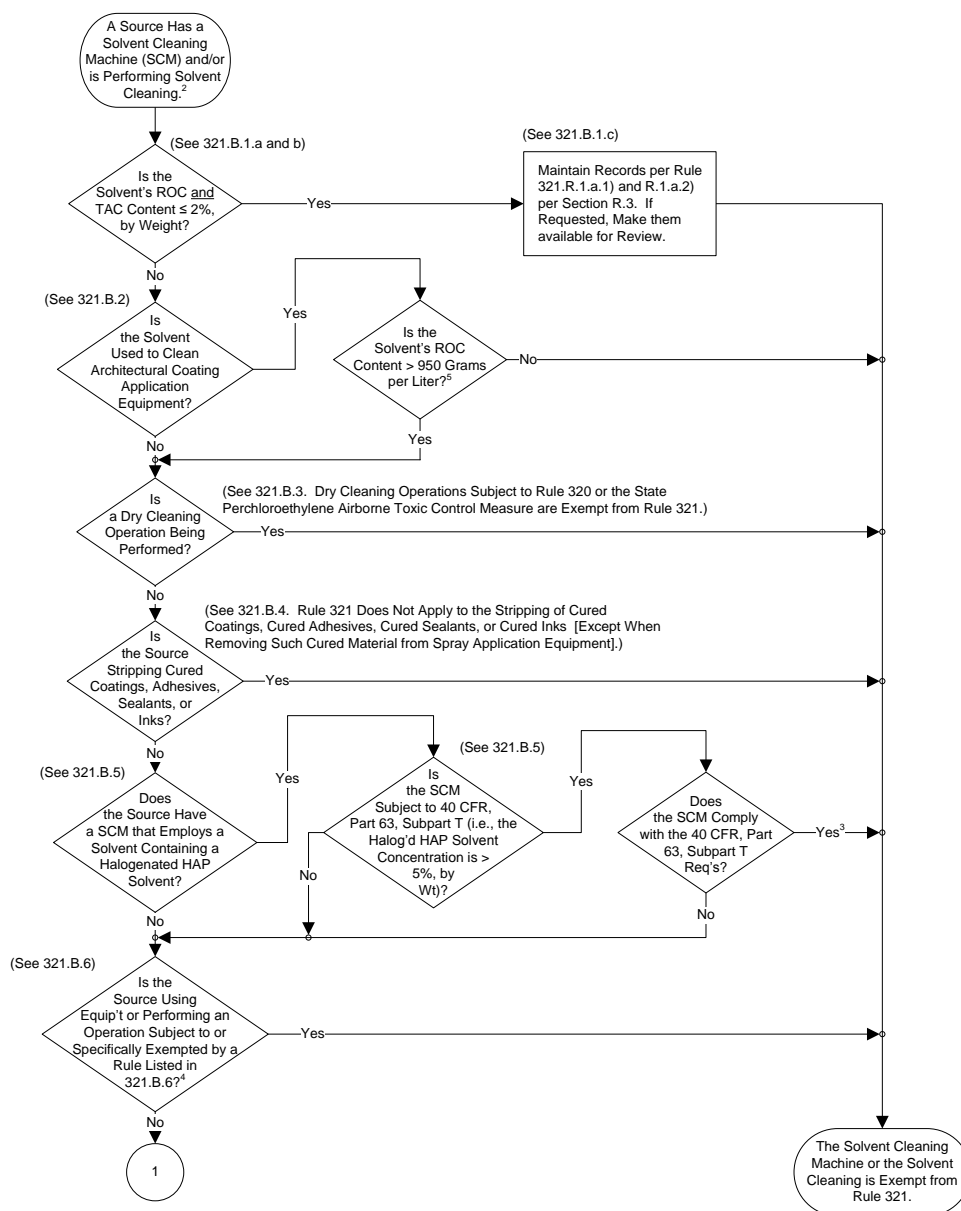 A Source Has a
Solvent Cleaning
Machine (SCM) and/or
is Performing Solvent
Cleaning.2
(See 321.B.1.a and b)
Is the
Solvent's ROC and
TAC Content ≤ 2%,
by Weight?
Yes
(See 321.B.1.c)
Maintain Records per Rule
321.R.1.a.1) and R.1.a.2)
per Section R.3. If
Requested, Make them
available for Review.
No
(See 321.B.2)
Is
the Solvent
Used to Clean
Architectural Coating
Application
Equipment?
Yes
Is the
Solvent's ROC
Content > 950 Grams
per Liter?5
No
Yes
No
(See 321.B.3. Dry Cleaning Operations Subject to Rule 320 or the State
Perchloroethylene Airborne Toxic Control Measure are Exempt from Rule 321.)
Is
a Dry Cleaning
Operation Being
Performed?
Yes
No
(See 321.B.4. Rule 321 Does Not Apply to the Stripping of Cured
Coatings, Cured Adhesives, Cured Sealants, or Cured Inks [Except When
Removing Such Cured Material from Spray Application Equipment].)
Is
the Source
Stripping Cured
Coatings, Adhesives,
Sealants, or
Inks?
Yes
No
(See 321.B.5)
Does
the Source Have
a SCM that Employs a
Solvent Containing a
Halogenated HAP
Solvent?
Yes
(See 321.B.5)
Is
the SCM
Subject to 40 CFR,
Part 63, Subpart T (i.e., the
Halog'd HAP Solvent
Concentration is >
5%, by
Wt)?
Yes
No
Does
the SCM Comply
with the 40 CFR, Part
63, Subpart T
Req's?
Yes3
No
No
(See 321.B.6)
Is the
Source Using
Equip't or Performing an
Operation Subject to or
Specifically Exempted by a
Rule Listed in
321.B.6?4
Yes
No
1
The Solvent Cleaning
Machine or the Solvent
Cleaning is Exempt from
Rule 321.